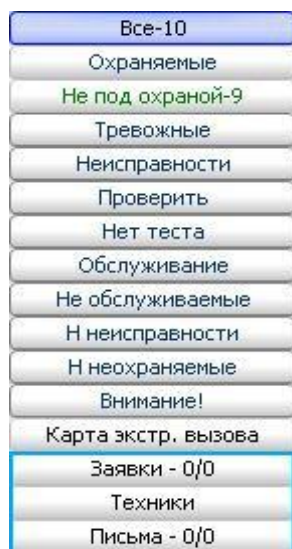 Все-10
Охраняемые
Не под охраной-9
Тревожные
Неисправности
Проверить
Нет теста
Обслуживание
Не обслуживаемые
Н неисправности
Н неохраняемые
Внимание!
Карта экстр. вызова
Заявки - 0/0
Техники
Письма - 0/0